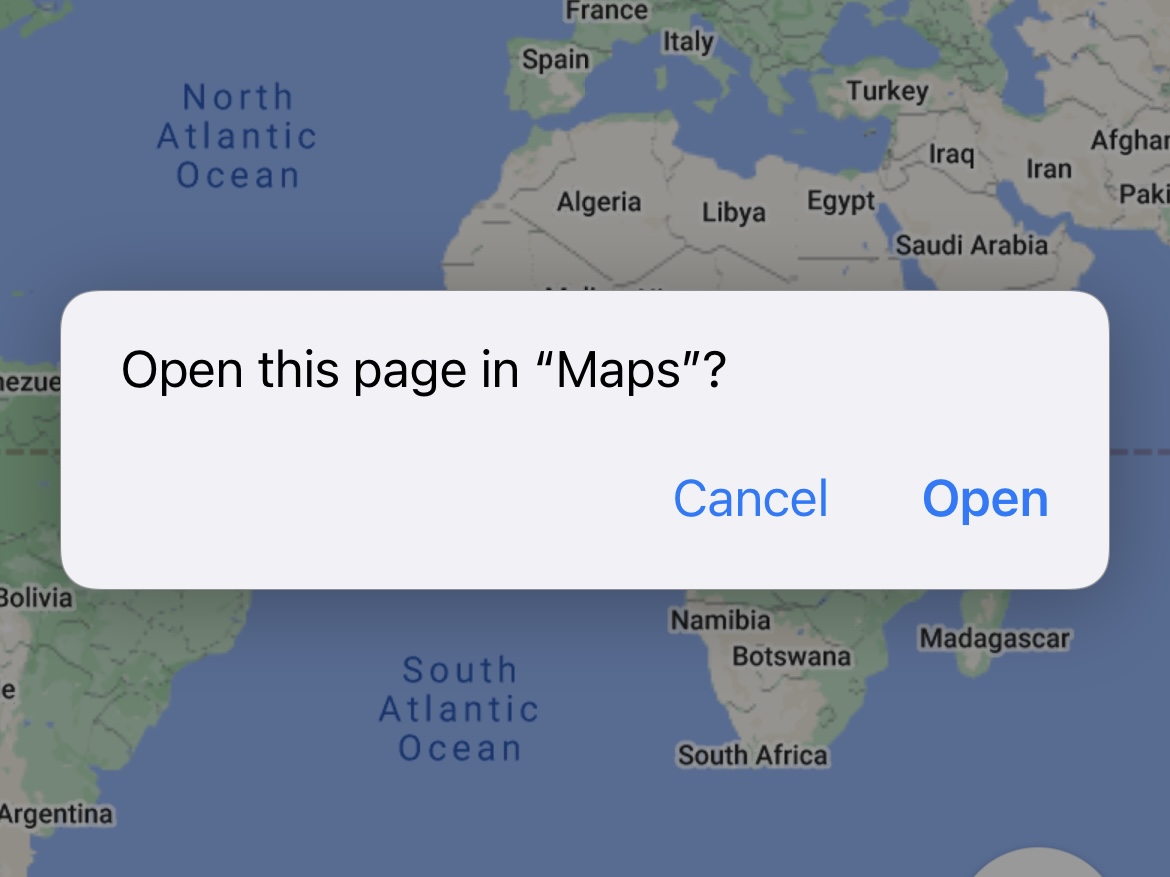 France
Spain
Italy
North
Atlantic
Ocean
Turkey
Afghan
Iraq
Iran
Paki
Algeria
Libya
Egypt
Saudi Arabia
Open this page in “Maps”?
nezue
Cancel
Open
Bolivia
Namibia
Madagascar
Botswana
South
Atlantic
Ocean
e
South Africa
Argentina